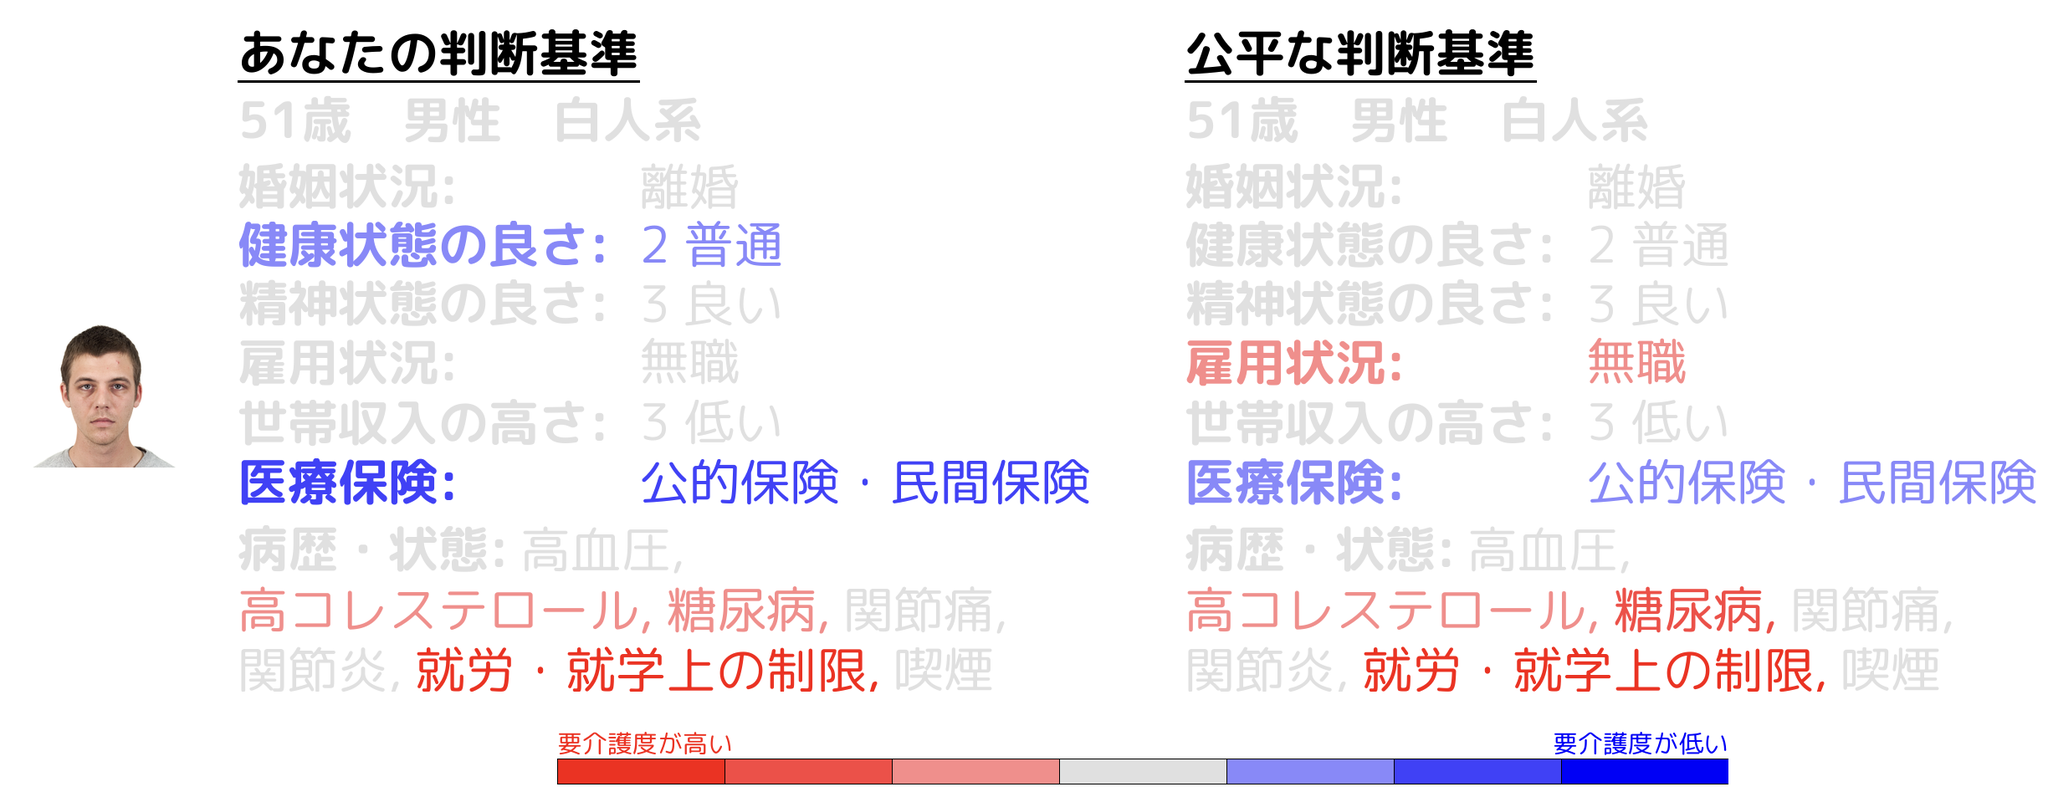 あなたの判断基準
51歳 男性 白人系
婚姻状況: 離婚
健康状態の良さ: 2 普通
精神状態の良さ: 3 良い
雇用状況: 無職
世帯収入の高さ: 3 低い
医療保険: 公的保険・民間保険
病歴・状態: 高血圧,
高コレステロール, 糖尿病, 関節痛,
関節炎, 就労・就学上の制限, 喫煙
公平な判断基準
51歳 男性 白人系
婚姻状況: 離婚
健康状態の良さ: 2 普通
精神状態の良さ: 3 良い
雇用状況: 無職
世帯収入の高さ: 3 低い
医療保険: 公的保険・民間保険
病歴・状態: 高血圧,
高コレステロール, 糖尿病, 関節痛,
関節炎, 就労・就学上の制限, 喫煙
要介護度が高い 要介護度が低い